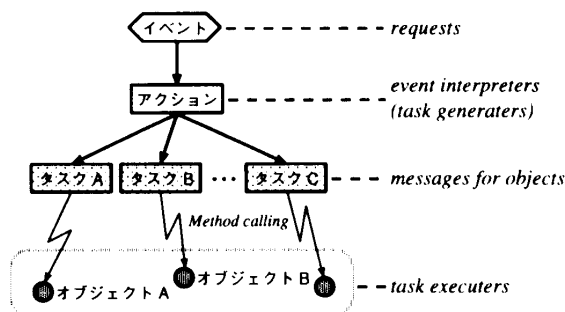 イベント
requests
アクション
event interpreters
(task generaters)
タスクA
タスクB
...
タスクC
messages for objects
Method calling
オブジェクトA
オブジェクトB
task executers